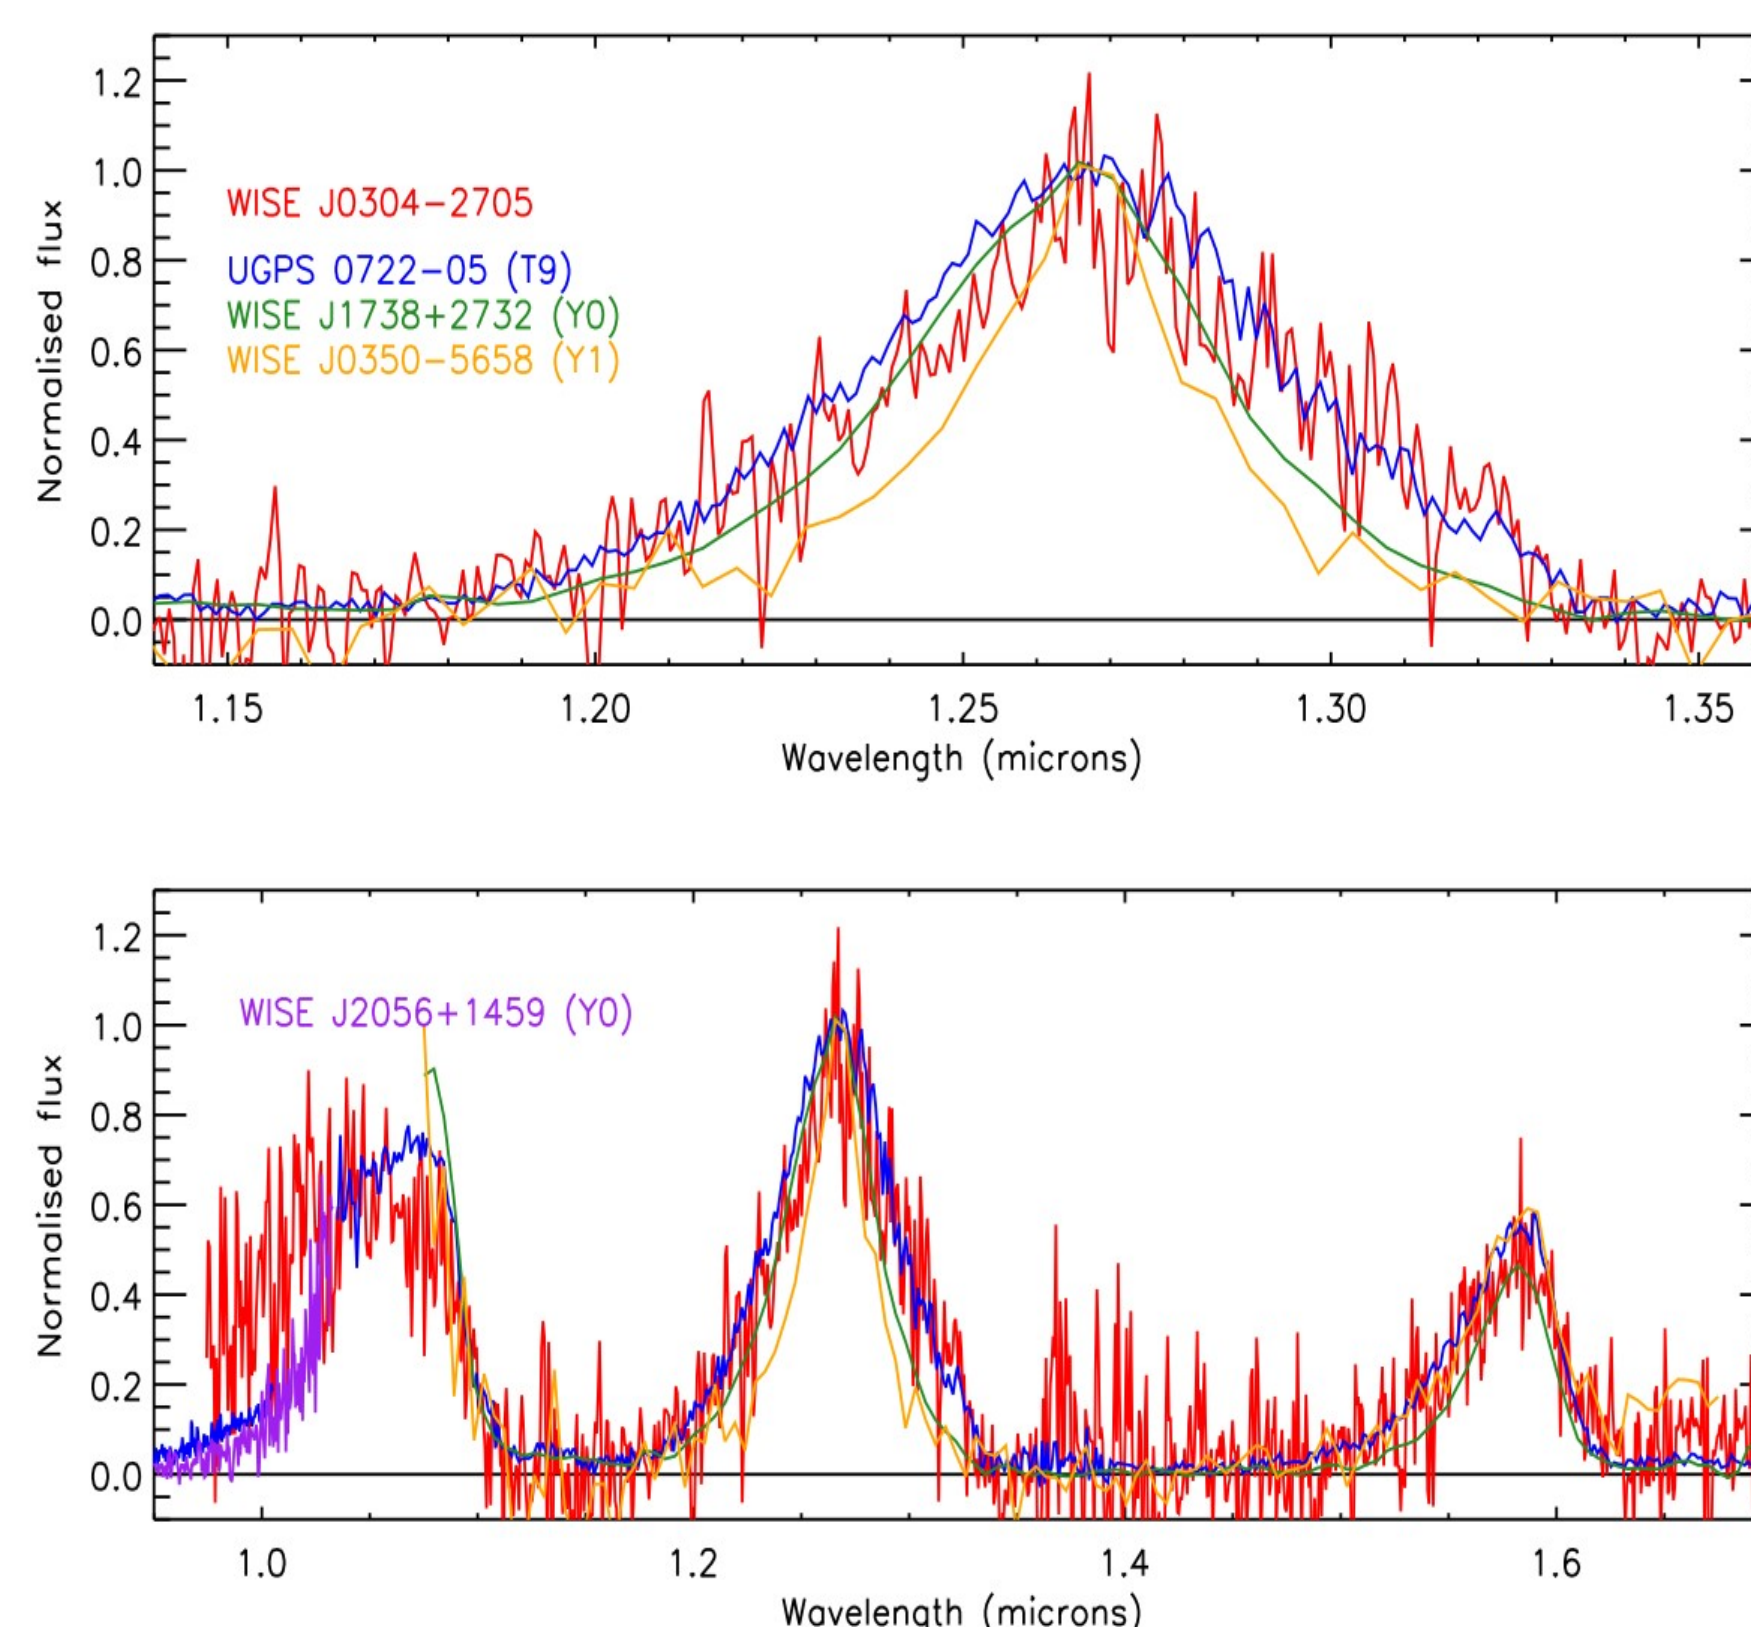 1.2
1.0
0.8
0.6
0.4
0.2
0.0
Normalised flux
WISE J0304−2705
UGPS 0722−05 (T9)
WISE J1738+2732 (Y0)
WISE J0350−5658 (Y1)
1.15 1.20 1.25 1.30 1.35
Wavelength (microns)
1.2
1.0
0.8
0.6
0.4
0.2
0.0
Normalised flux
WISE J2056+1459 (Y0)
1.0 1.2 1.4 1.6
Wavelength (microns)